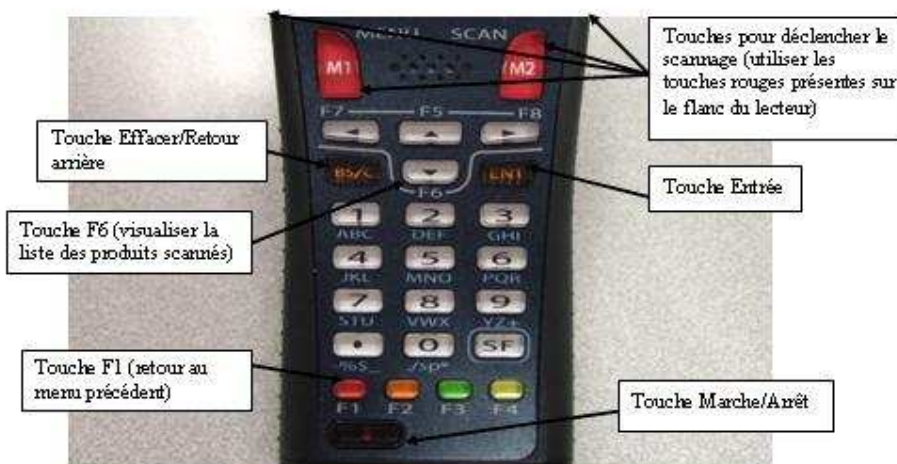 MENU SCAN
M1 M2
F7 F5 F8
BS/C ENT
F6
1 2 3
ABC DEF GHI
4 5 6
JKL MNO PQR
7 8 9
STU VWX YZ+
• 0 SF
F1 F2 F3 F4
Touches pour déclencher le
scannage (utiliser les
touches rouges présentes sur
le flanc du lecteur)
Touche Effacer/Retour
arrière
Touche Entrée
Touche F6 (visualiser la
liste des produits scannés)
Touche F1 (retour au
menu précédent)
Touche Marche/Arrêt